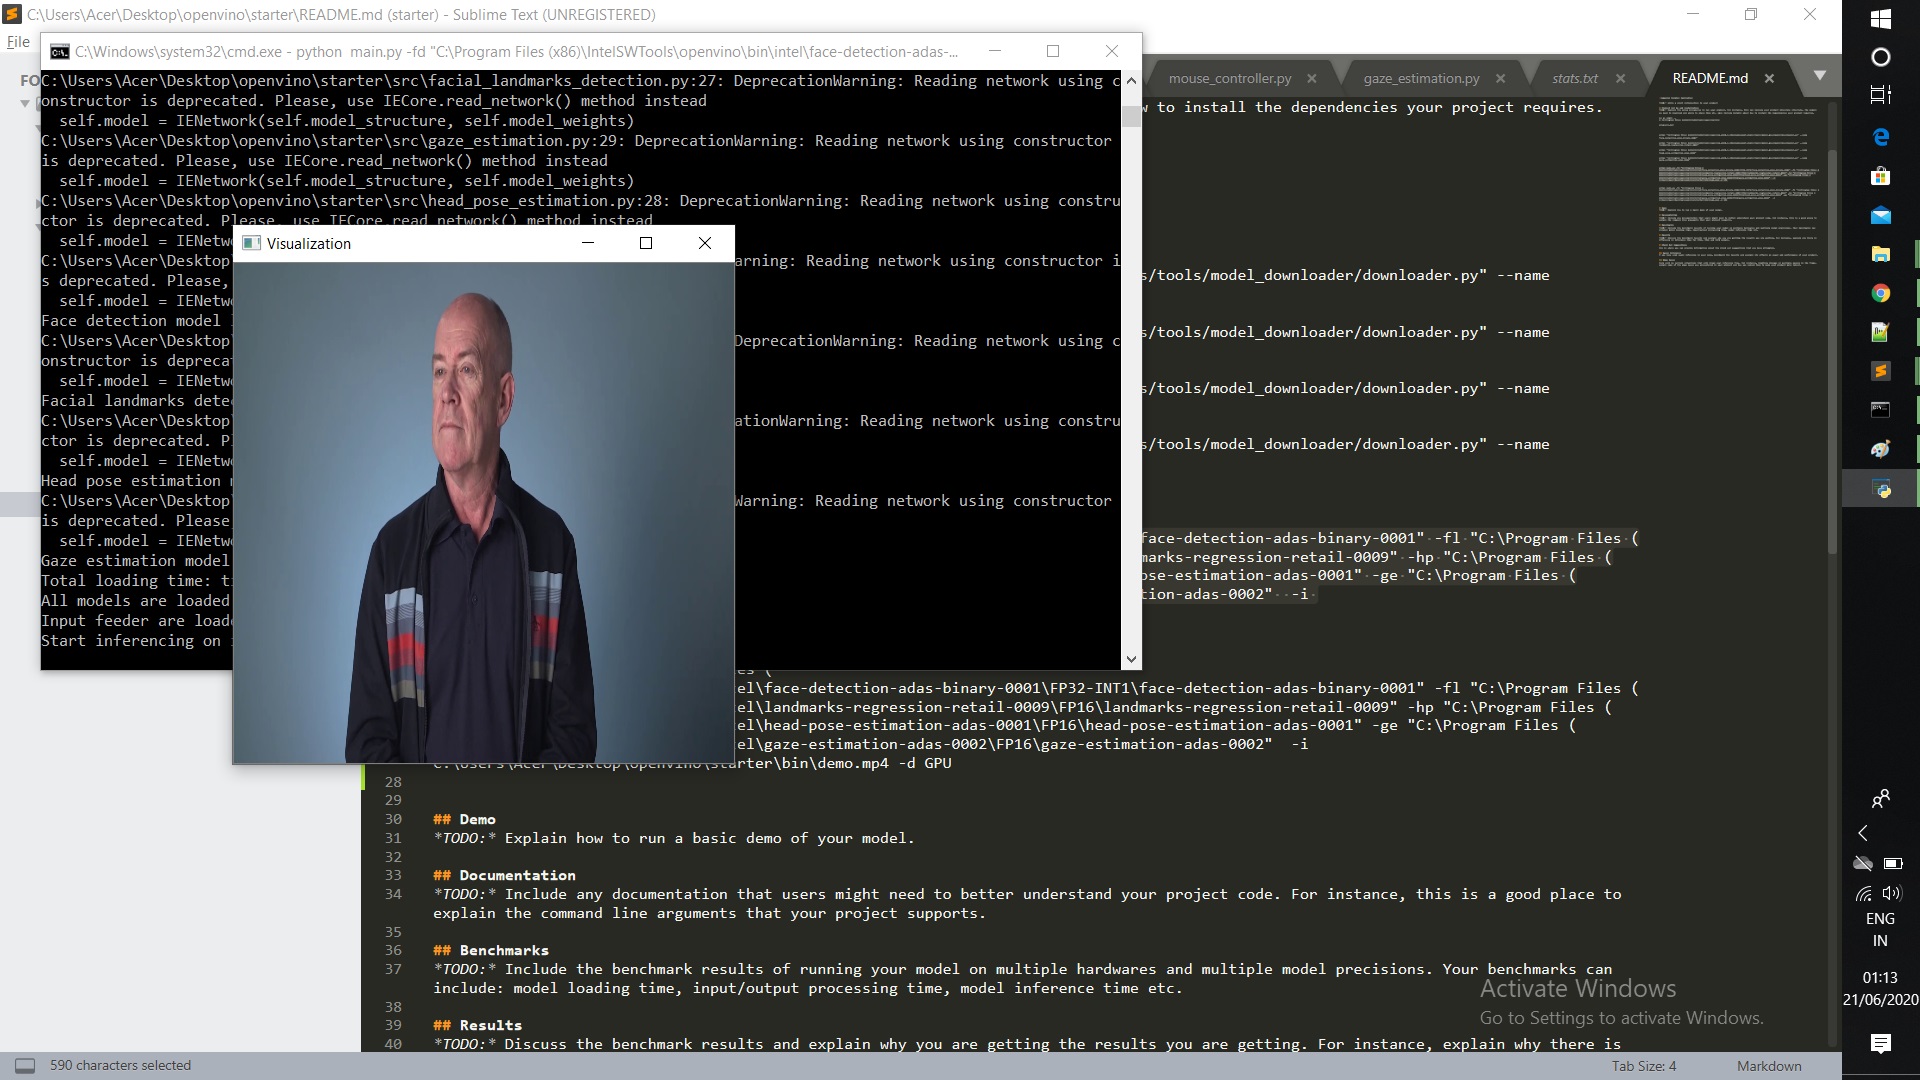 C:\Users\Acer\Desktop\openvino\starter\README.md (starter) - Sublime Text (UNREGISTERED)
File
C:\Windows\system32\cmd.exe - python  main.py -fd "C:\Program Files (x86)\IntelSWTools\openvino\bin\intel\face-detection-adas-...
FO
mouse_controller.py
gaze_estimation.py
stats.txt
README.md
C:\Users\Acer\Desktop\openvino\starter\src\facial_landmarks_detection.py:27: DeprecationWarning: Reading network using c
onstructor is deprecated. Please, use IECore.read_network() method instead
self.model = IENetwork(self.model_structure, self.model_weights)
C:\Users\Acer\Desktop\openvino\starter\src\gaze_estimation.py:29: DeprecationWarning: Reading network using constructor
is deprecated. Please, use IECore.read_network() method instead
self.model = IENetwork(self.model_structure, self.model_weights)
C:\Users\Acer\Desktop\openvino\starter\src\head_pose_estimation.py:28: DeprecationWarning: Reading network using constru
ctor is deprecated. Please, use IECore.read_network() method instead
self.model = IENetw
C:\Users\Acer\Desktop arning: Reading network using constructor i
s deprecated. Please,
self.model = IENetw
Face detection model
C:\Users\Acer\Desktop DeprecationWarning: Reading network using c
onstructor is depreca
self.model = IENetw
Facial landmarks dete
C:\Users\Acer\Desktop ationWarning: Reading network using constru
ctor is deprecated. P
self.model = IENetw
Head pose estimation
C:\Users\Acer\Desktop Warning: Reading network using constructor
is deprecated. Please
self.model = IENetw
Gaze estimation model
Total loading time: t
All models are loaded
Input feeder are load
Start inferencing on
Visualization
w to install the dependencies your project requires.
s/tools/model_downloader/downloader.py" --name
s/tools/model_downloader/downloader.py" --name
s/tools/model_downloader/downloader.py" --name
s/tools/model_downloader/downloader.py" --name
face-detection-adas-binary-0001" -fl "C:\Program Files (
marks-regression-retail-0009" -hp "C:\Program Files (
ose-estimation-adas-0001" -ge "C:\Program Files (
tion-adas-0002"  -i
es (
el\face-detection-adas-binary-0001\FP32-INT1\face-detection-adas-binary-0001" -fl "C:\Program Files (
el\landmarks-regression-retail-0009\FP16\landmarks-regression-retail-0009" -hp "C:\Program Files (
el\head-pose-estimation-adas-0001\FP16\head-pose-estimation-adas-0001" -ge "C:\Program Files (
el\gaze-estimation-adas-0002\FP16\gaze-estimation-adas-0002"  -i
C:\Users\Acer\Desktop\openvino\starter\bin\demo.mp4 -d GPU
28
29
30 ## Demo
31 *TODO:* Explain how to run a basic demo of your model.
32
33 ## Documentation
34 *TODO:* Include any documentation that users might need to better understand your project code. For instance, this is a good place to
explain the command line arguments that your project supports.
35
36 ## Benchmarks
37 *TODO:* Include the benchmark results of running your model on multiple hardwares and multiple model precisions. Your benchmarks can
include: model loading time, input/output processing time, model inference time etc.
38
39 ## Results
40 *TODO:* Discuss the benchmark results and explain why you are getting the results you are getting. For instance, explain why there is
Activate Windows
Go to Settings to activate Windows.
590 characters selected
Tab Size: 4
Markdown
ENG
IN
01:13
21/06/2020